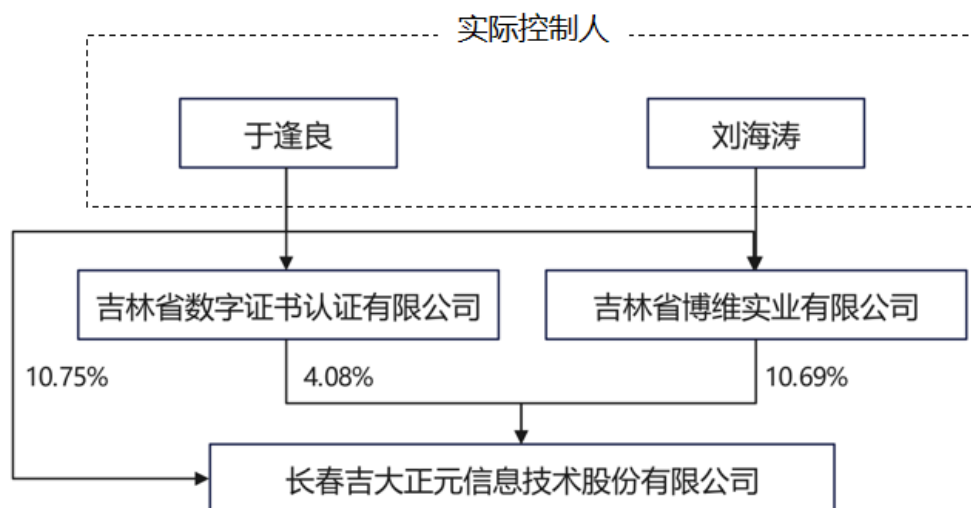 实际控制人
于逢良
刘海涛
吉林省数字证书认证有限公司
吉林省博维实业有限公司
10.75%
4.08%
10.69%
长春吉大正元信息技术股份有限公司